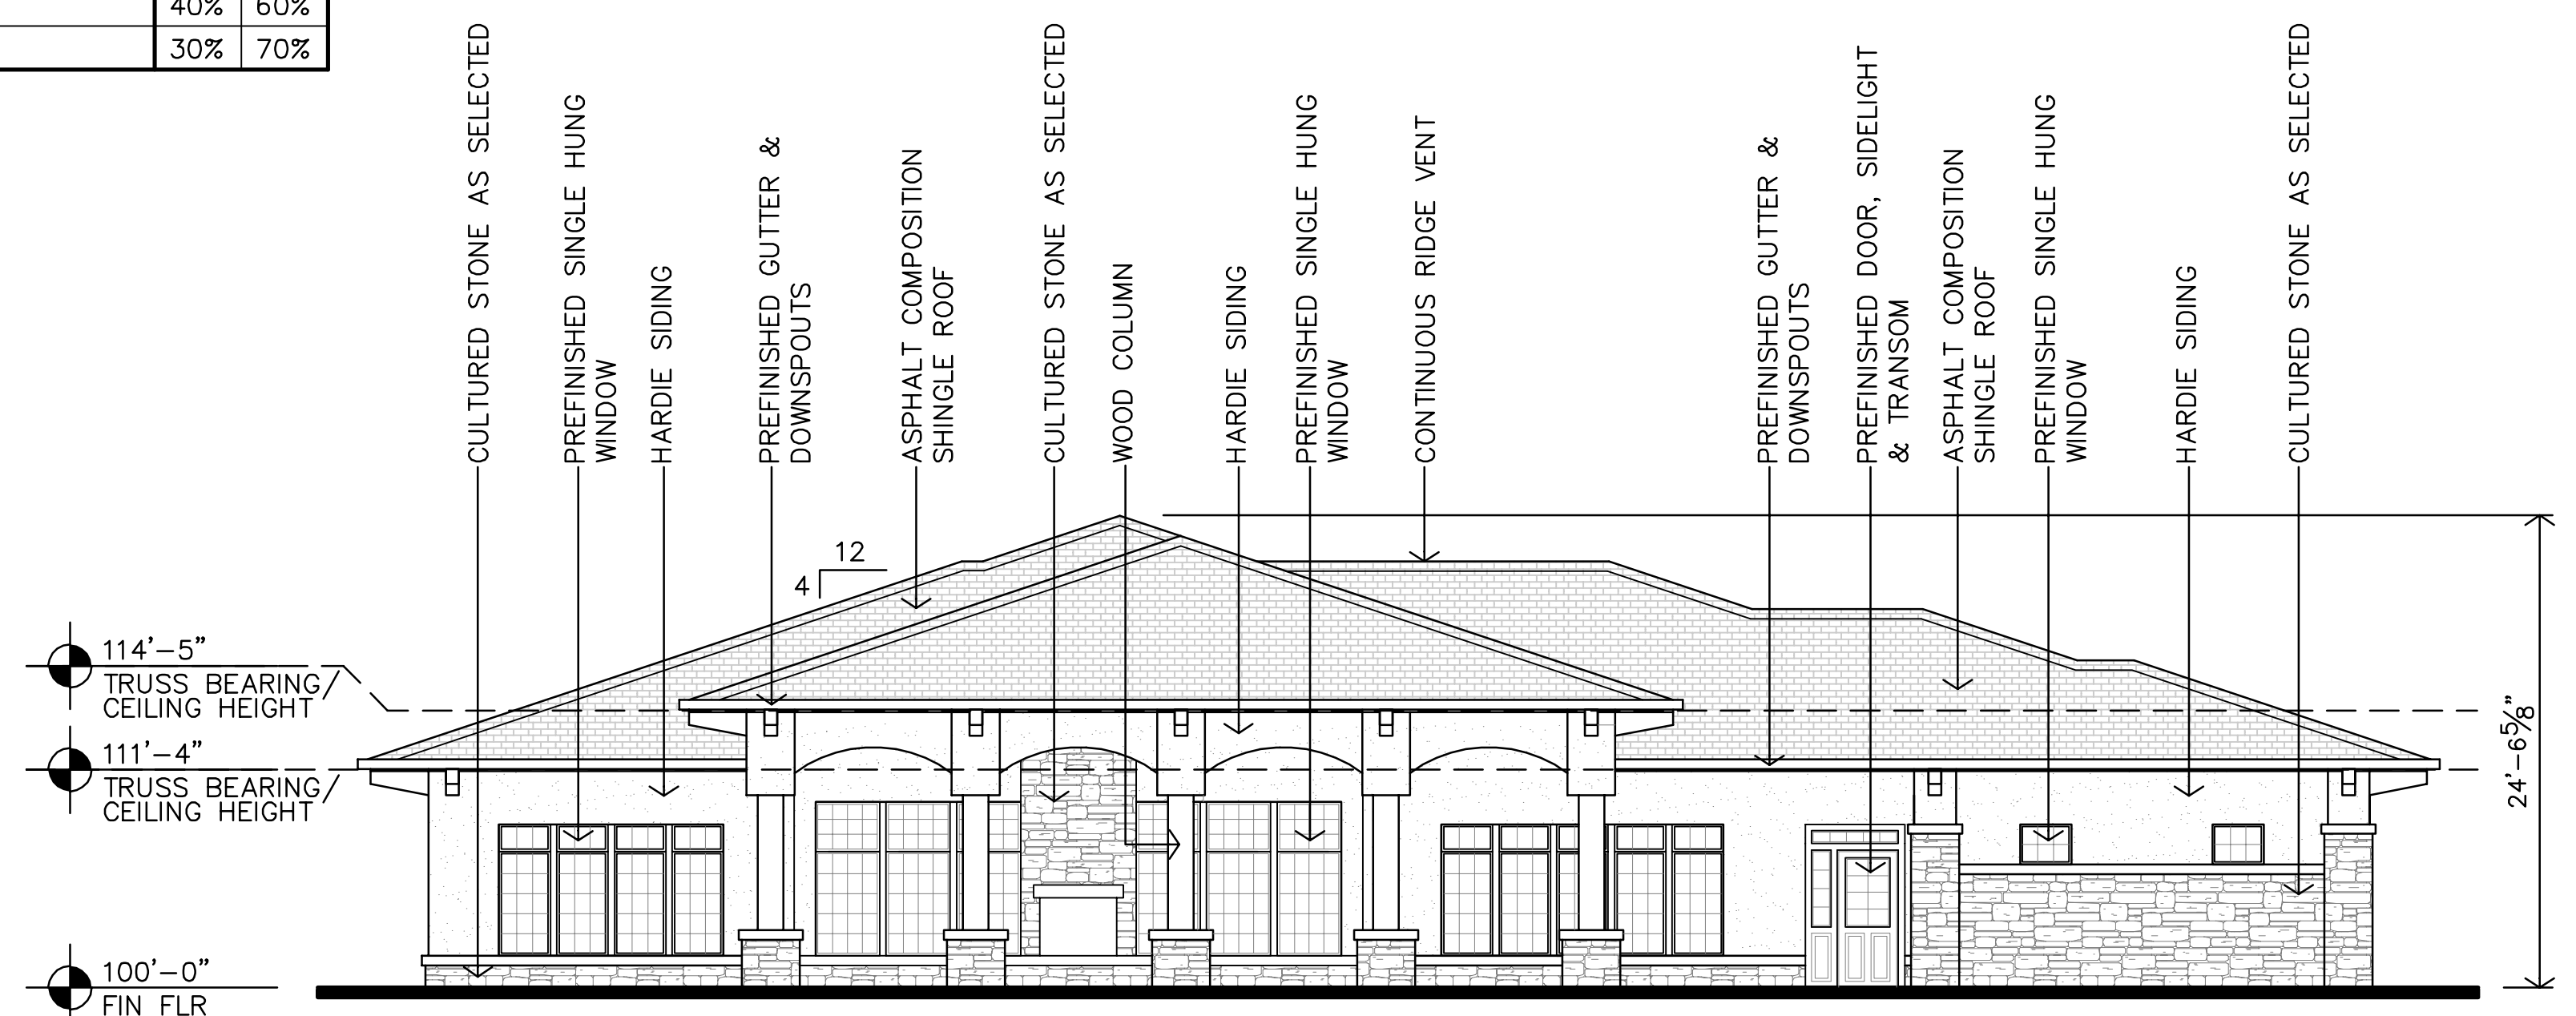 40% 60%
30% 70%
CULTURED STONE AS SELECTED
PREFINISHED SINGLE HUNG
WINDOW
HARDIE SIDING
PREFINISHED GUTTER &
DOWNSPOUTS
ASPHALT COMPOSITION
SHINGLE ROOF
CULTURED STONE AS SELECTED
WOOD COLUMN
HARDIE SIDING
PREFINISHED SINGLE HUNG
WINDOW
CONTINUOUS RIDGE VENT
PREFINISHED GUTTER &
DOWNSPOUTS
PREFINISHED DOOR, SIDELIGHT
& TRANSOM
ASPHALT COMPOSITION
SHINGLE ROOF
PREFINISHED SINGLE HUNG
WINDOW
HARDIE SIDING
CULTURED STONE AS SELECTED
12
4
114'-5"
TRUSS BEARING/
CEILING HEIGHT
111'-4"
TRUSS BEARING/
CEILING HEIGHT
100'-0"
FIN FLR
24'-6 5/8"